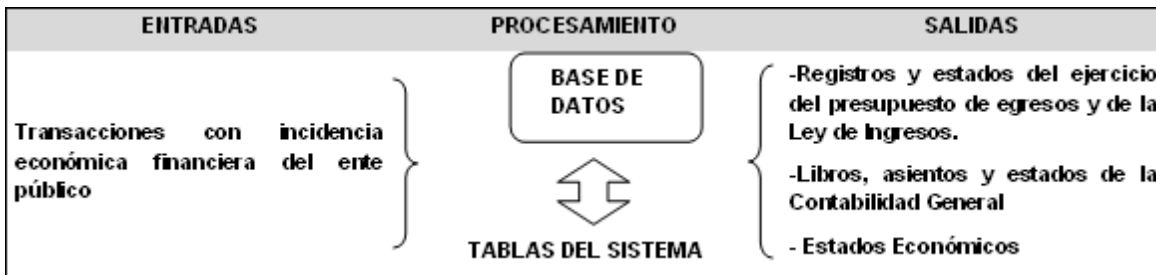 ENTRADAS
PROCESAMIENTO
SALIDAS
Transacciones con incidencia
económica financiera del ente
público
BASE DE
DATOS
TABLAS DEL SISTEMA
-Registros y estados del ejercicio
del presupuesto de egresos y de la
Ley de Ingresos.
-Libros, asientos y estados de la
Contabilidad General
- Estados Económicos